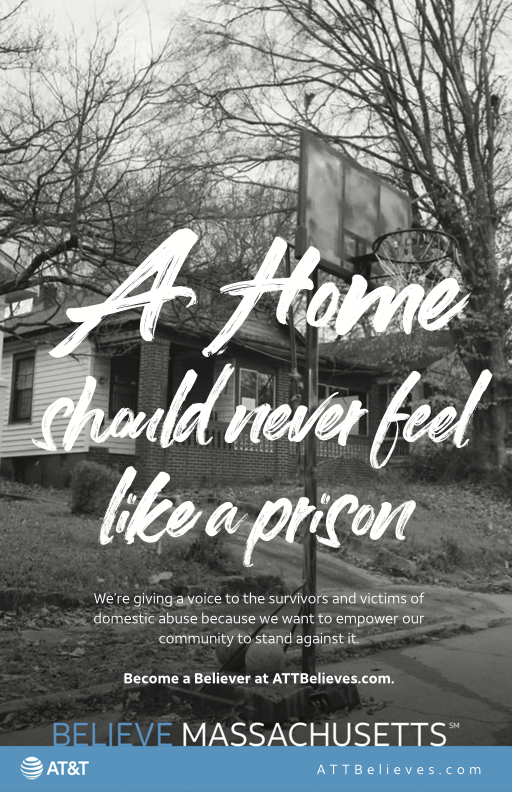 A Home
should never feel
like a prison
We're giving a voice to the survivors and victims of
domestic abuse because we want to empower our
community to stand against it.
Become a Believer at ATTBelieves.com.
BELIEVE MASSACHUSETTS℠
AT&T
ATTBelieves.com